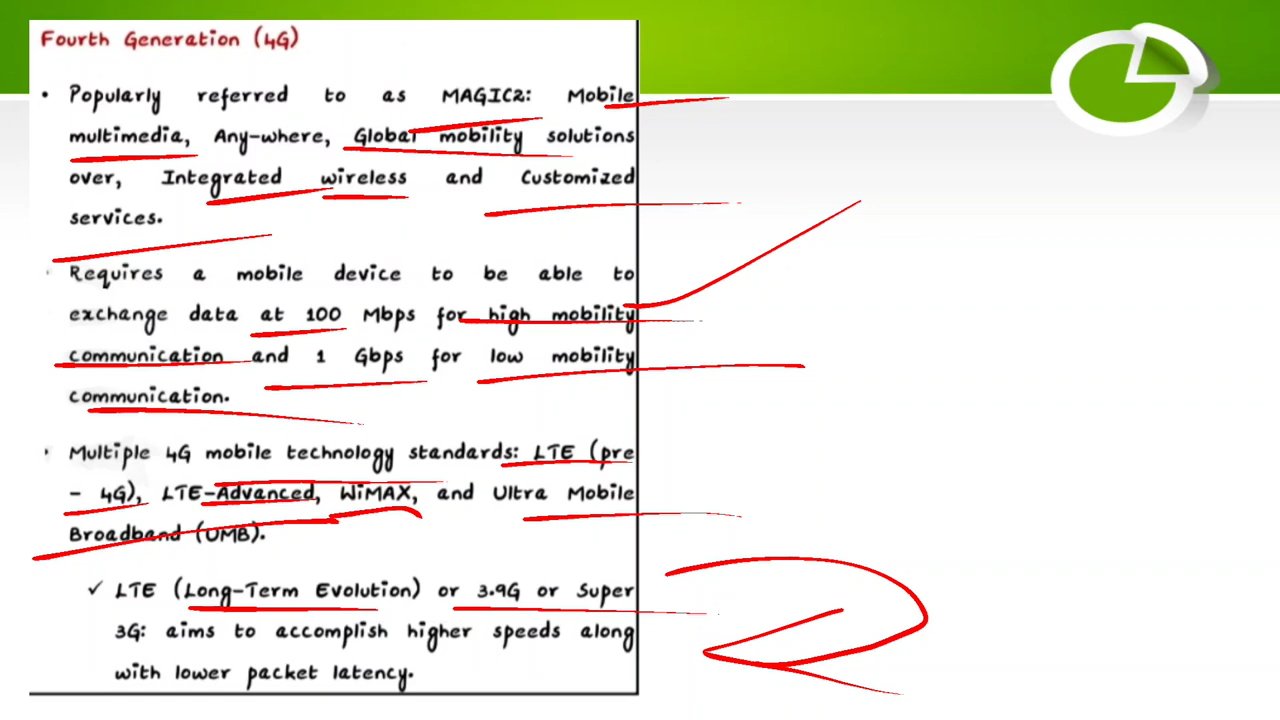 Fourth Generation (4G)
• Popularly referred to as MAGIC2: Mobile
multimedia, Any-where, Global mobility solutions
over, Integrated wireless and Customized
services.
• Requires a mobile device to be able to
exchange data at 100 Mbps for high mobility
communication and 1 Gbps for low mobility
communication.
• Multiple 4G mobile technology standards: LTE (pre
- 4G), LTE-Advanced, WiMAX, and Ultra Mobile
Broadband (UMB).
✓ LTE (Long-Term Evolution) or 3.9G or Super
3G: aims to accomplish higher speeds along
with lower packet latency.